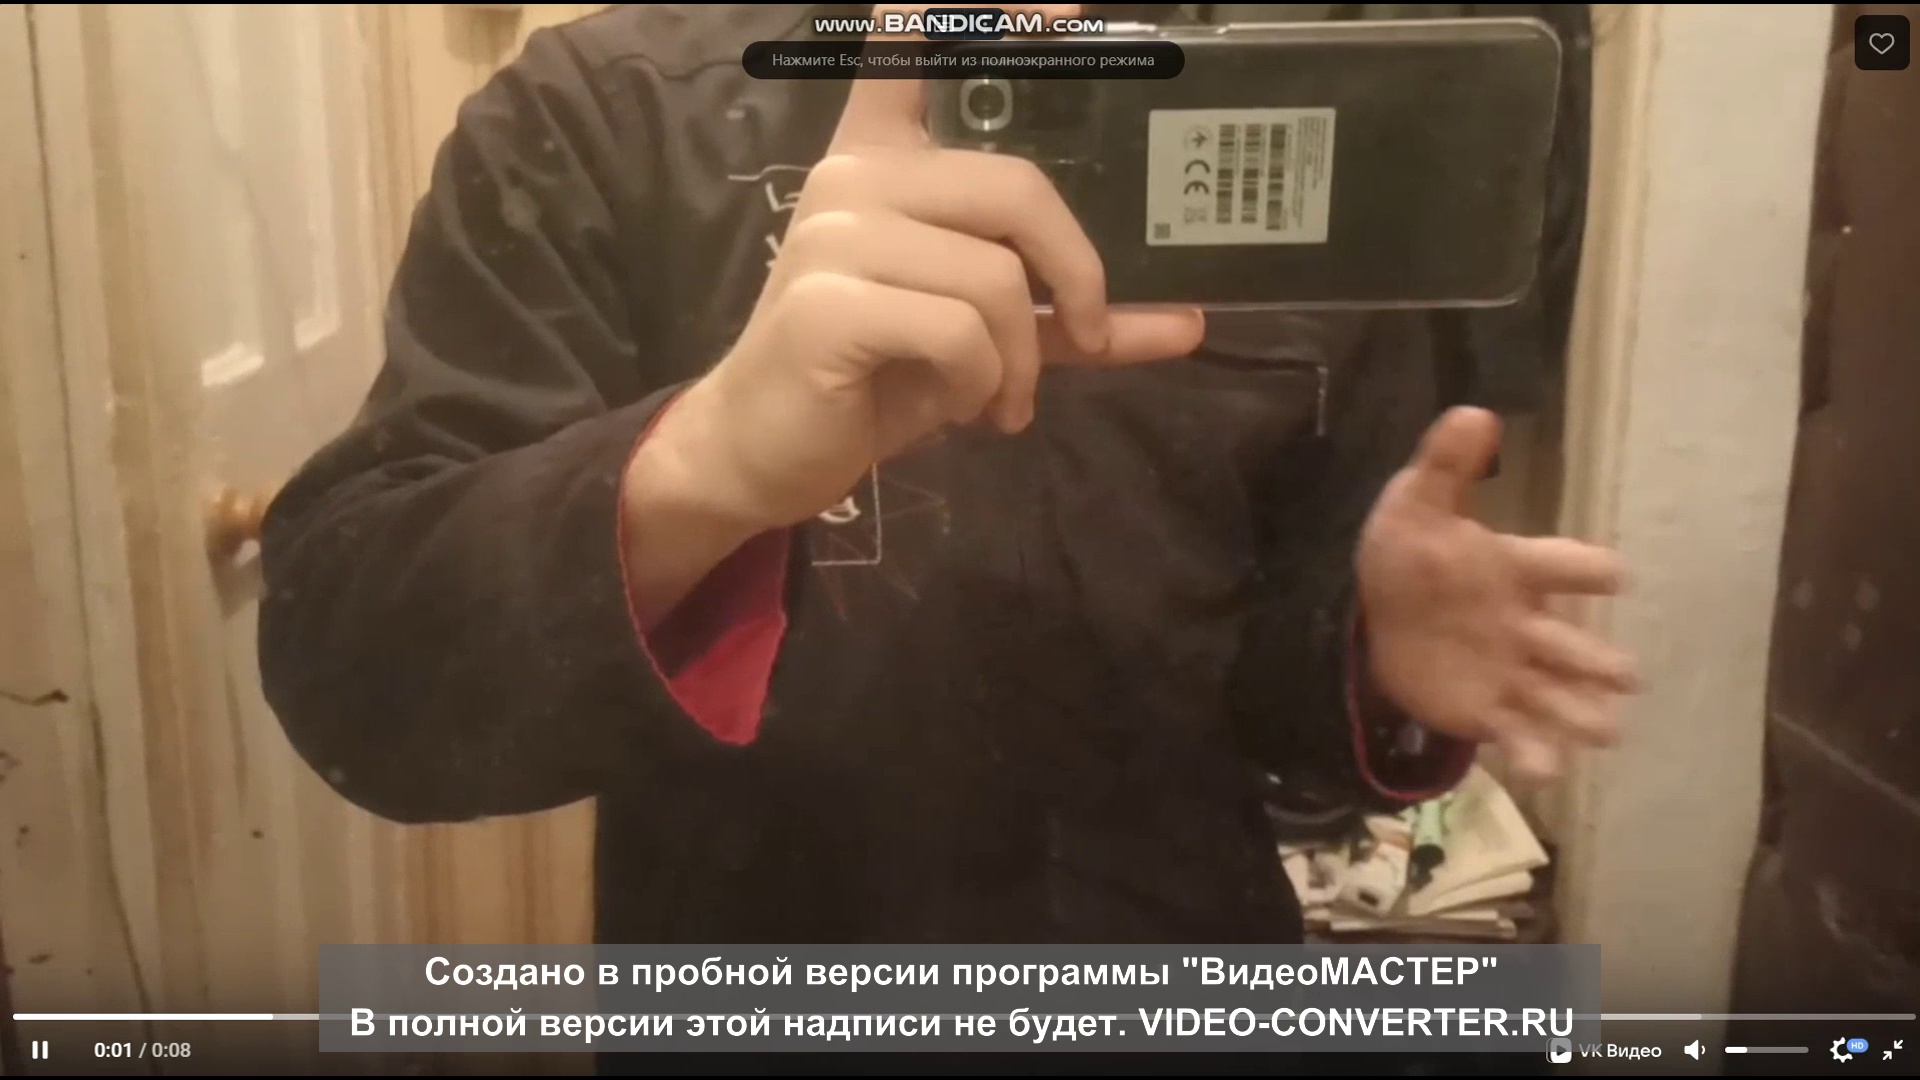 www.BANDICAM.com
Нажмите Esc, чтобы выйти из полноэкранного режима
CE
Создано в пробной версии программы "ВидеоМАСТЕР"
В полной версии этой надписи не будет. VIDEO-CONVERTER.RU
0:01 / 0:08
VK Видео
HD